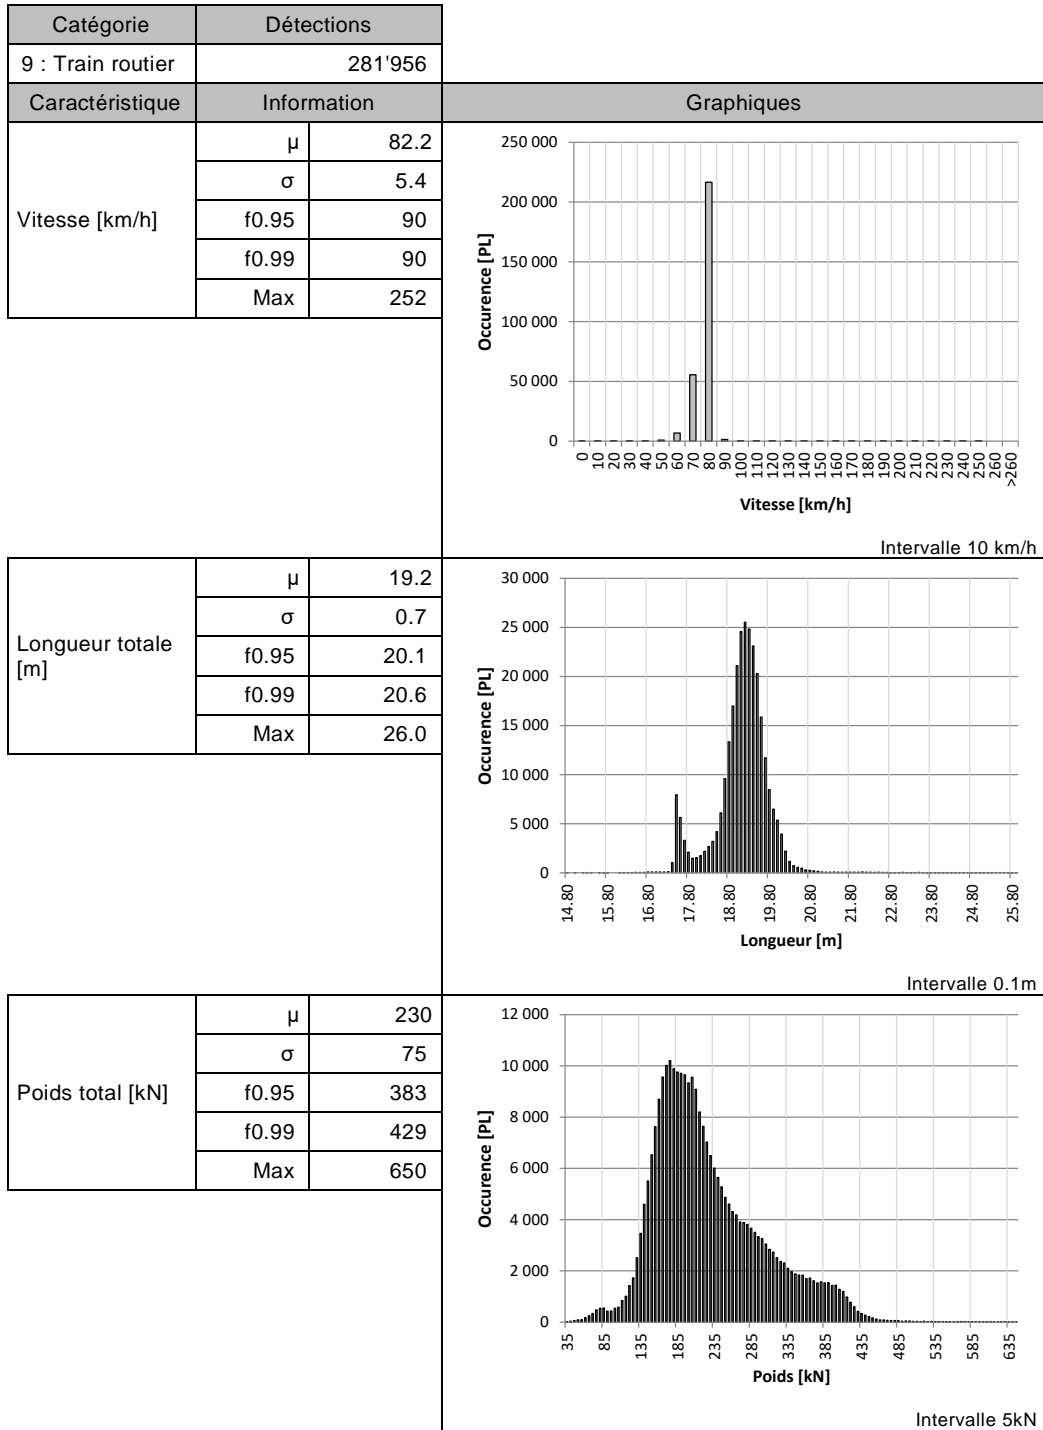 Catégorie Détections
9 : Train routier 281'956
Caractéristique Information Graphiques
Vitesse [km/h]
µ 82.2
σ 5.4
f0.95 90
f0.99 90
Max 252
250 000
200 000
150 000
100 000
50 000
0
Occurence [PL]
0 10 20 30 40 50 60 70 80 90 100 110 120 130 140 150 160 170 180 190 200 210 220 230 240 250 260 >260
Vitesse [km/h]
Intervalle 10 km/h
Longueur totale
[m]
µ 19.2
σ 0.7
f0.95 20.1
f0.99 20.6
Max 26.0
30 000
25 000
20 000
15 000
10 000
5 000
0
Occurence [PL]
14.80 15.80 16.80 17.80 18.80 19.80 20.80 21.80 22.80 23.80 24.80 25.80
Longueur [m]
Intervalle 0.1m
Poids total [kN]
µ 230
σ 75
f0.95 383
f0.99 429
Max 650
12 000
10 000
8 000
6 000
4 000
2 000
0
Occurence [PL]
35 85 135 185 235 285 335 385 435 485 535 585 635
Poids [kN]
Intervalle 5kN